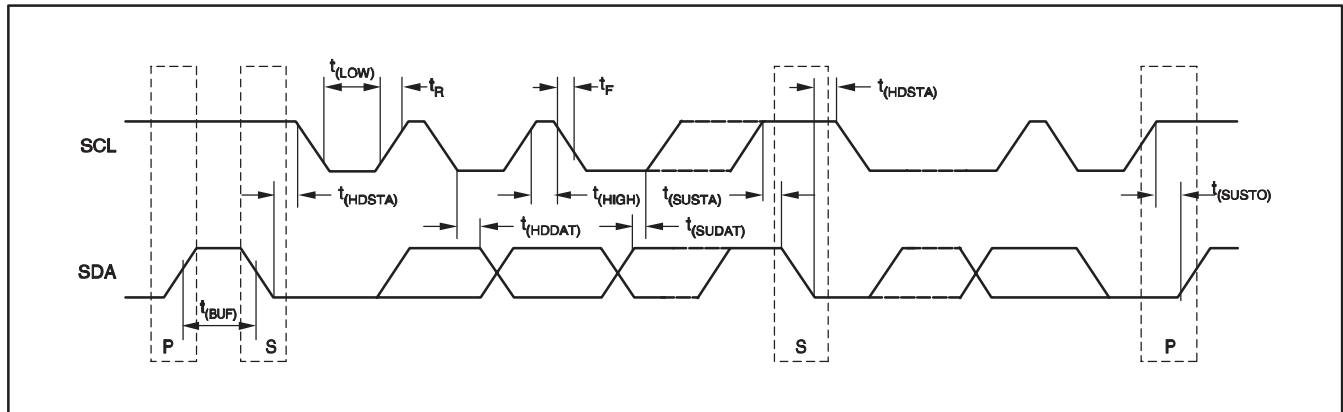 t(LOW)
tR
tF
t(HDSTA)
SCL
t(HDSTA)
t(HIGH)
t(SUSTA)
t(SUSTO)
t(HDDAT)
t(SUDAT)
SDA
t(BUF)
P
S
S
P